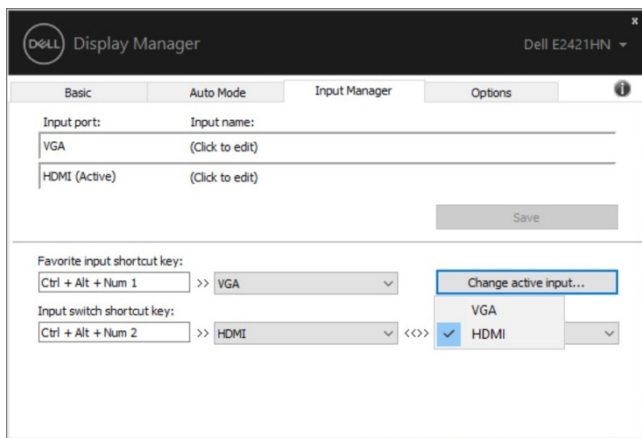 x
DELL Display Manager Dell E2421HN
Basic Auto Mode Input Manager Options i
Input port: Input name:
VGA (Click to edit)
HDMI (Active) (Click to edit)
Save
Favorite input shortcut key:
Ctrl + Alt + Num 1 >> VGA Change active input...
Input switch shortcut key:
VGA
Ctrl + Alt + Num 2 >> HDMI <<>> HDMI